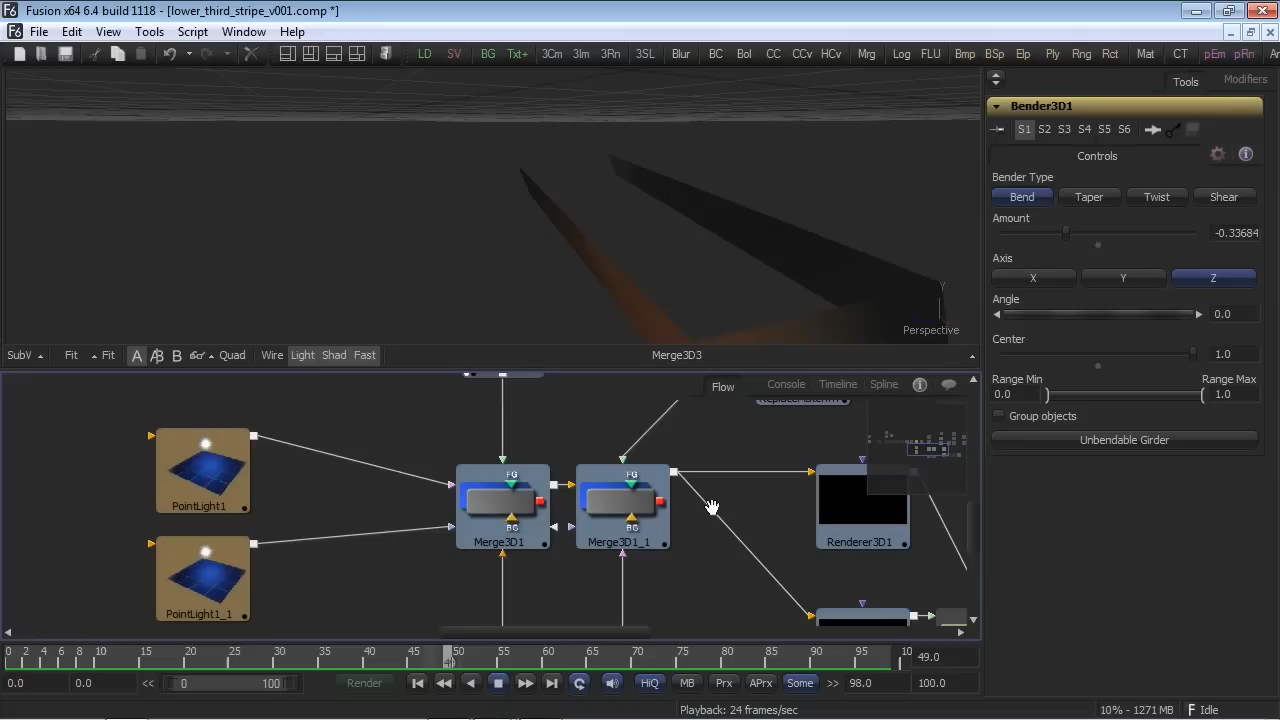 Fusion x64 6.4 build 1118 - [lower_third_stripe_v001.comp *]
File Edit View Tools Script Window Help
LD SV BG Txt+ 3Cm 3Im 3Rn 3SL Blur BC Bol CC CCv HCv Mrg Log FLU Bmp BSp Elp Ply Rng Rct Mat CT pEm pRn
Tools Modifiers
Bender3D1
S1 S2 S3 S4 S5 S6
Controls
Bender Type
Bend Taper Twist Shear
Amount
-0.33684
Axis
X Y Z
Angle
0.0
Center
1.0
Range Min Range Max
0.0 1.0
Group objects
Unbendable Girder
Y
Perspective
SubV Fit Fit A B Quad Wire Light Shad Fast Merge3D3
Flow Console Timeline Spline
PointLight1
PointLight1_1
FG
BG
Merge3D1
FG
BG
Merge3D1_1
Renderer3D1
0 2 4 6 8 10 15 20 25 30 35 40 45 50 55 60 65 70 75 80 85 90 95 10 49.0
0.0 0.0 << 0 100 Render HiQ MB Prx APrx Some >> 98.0 100.0
Playback: 24 frames/sec 10% - 1271 MB Idle